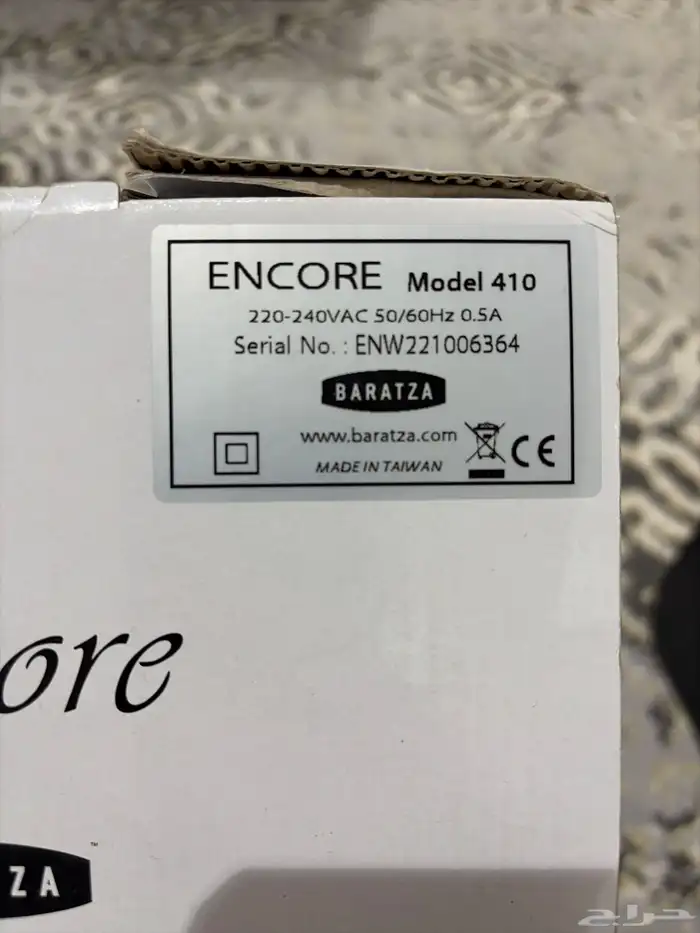 ENCORE Model 410
220-240VAC 50/60Hz 0.5A
Serial No. : ENW221006364
BARATZA
www.baratza.com
CE
MADE IN TAIWAN
ore
ZA
™
حراج